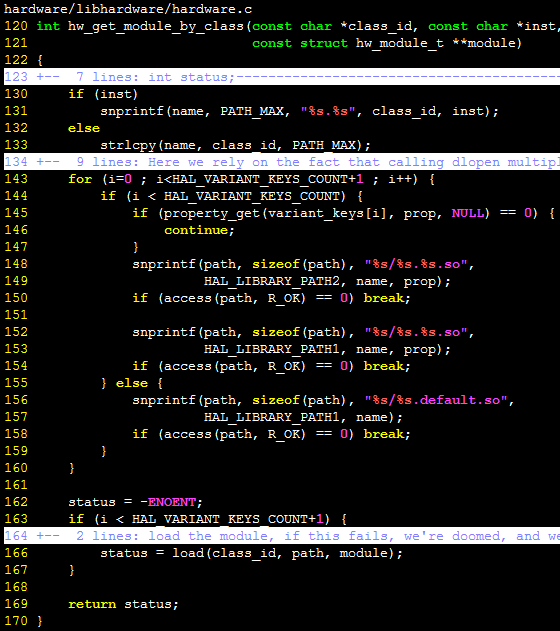 hardware/libhardware/hardware.c
120 int hw_get_module_by_class(const char *class_id, const char *inst,
121                            const struct hw_module_t **module)
122 {
123 +--  7 lines: int status;-----------------------------------------
130     if (inst)
131         snprintf(name, PATH_MAX, "%s.%s", class_id, inst);
132     else
133         strlcpy(name, class_id, PATH_MAX);
134 +--  9 lines: Here we rely on the fact that calling dlopen multipl
143     for (i=0 ; i<HAL_VARIANT_KEYS_COUNT+1 ; i++) {
144         if (i < HAL_VARIANT_KEYS_COUNT) {
145             if (property_get(variant_keys[i], prop, NULL) == 0) {
146                 continue;
147             }
148             snprintf(path, sizeof(path), "%s/%s.%s.so",
149                      HAL_LIBRARY_PATH2, name, prop);
150             if (access(path, R_OK) == 0) break;
151
152             snprintf(path, sizeof(path), "%s/%s.%s.so",
153                      HAL_LIBRARY_PATH1, name, prop);
154             if (access(path, R_OK) == 0) break;
155         } else {
156             snprintf(path, sizeof(path), "%s/%s.default.so",
157                      HAL_LIBRARY_PATH1, name);
158             if (access(path, R_OK) == 0) break;
159         }
160     }
161
162     status = -ENOENT;
163     if (i < HAL_VARIANT_KEYS_COUNT+1) {
164 +--  2 lines: load the module, if this fails, we're doomed, and we
166         status = load(class_id, path, module);
167     }
168
169     return status;
170 }